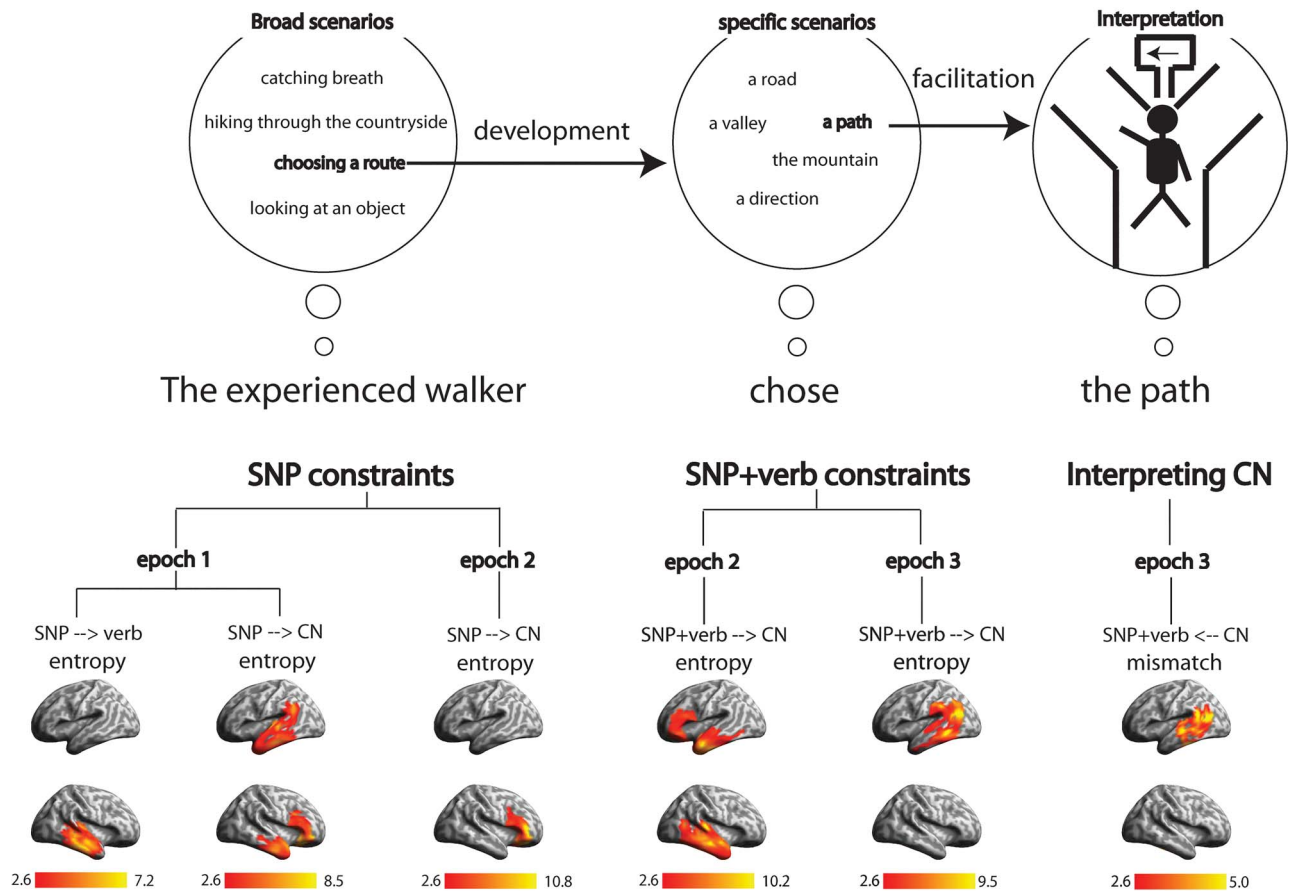 Broad scenarios
catching breath
hiking through the countryside
choosing a route
looking at an object
development
specific scenarios
a road
a valley
a path
the mountain
a direction
facilitation
Interpretation
The experienced walker
chose
the path
SNP constraints
SNP+verb constraints
Interpreting CN
epoch 1
epoch 2
epoch 2
epoch 3
epoch 3
SNP --> verb
entropy
SNP --> CN
entropy
SNP --> CN
entropy
SNP+verb --> CN
entropy
SNP+verb --> CN
entropy
SNP+verb <-- CN
mismatch
2.6 7.2
2.6 8.5
2.6 10.8
2.6 10.2
2.6 9.5
2.6 5.0